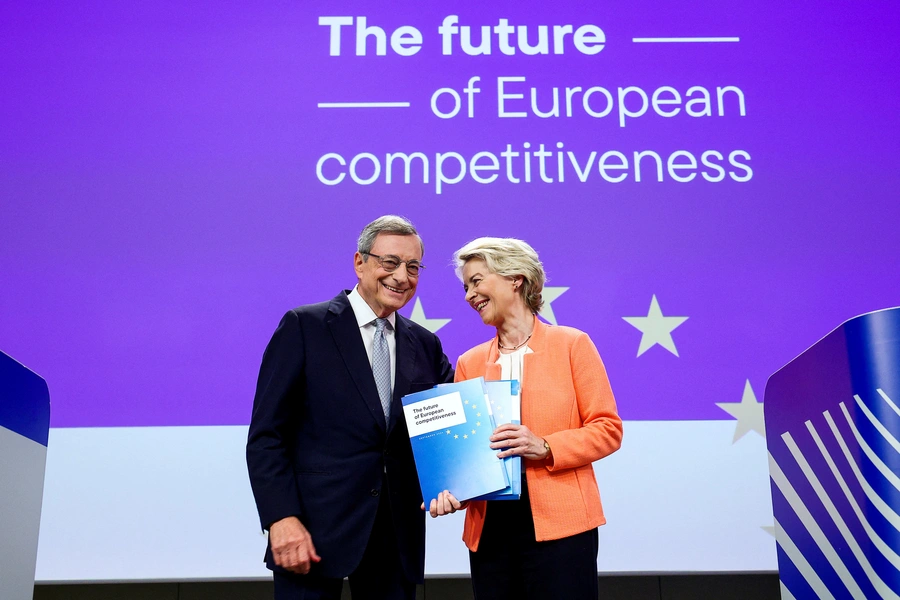 The future
of European
competitiveness
The future
of European
competitiveness